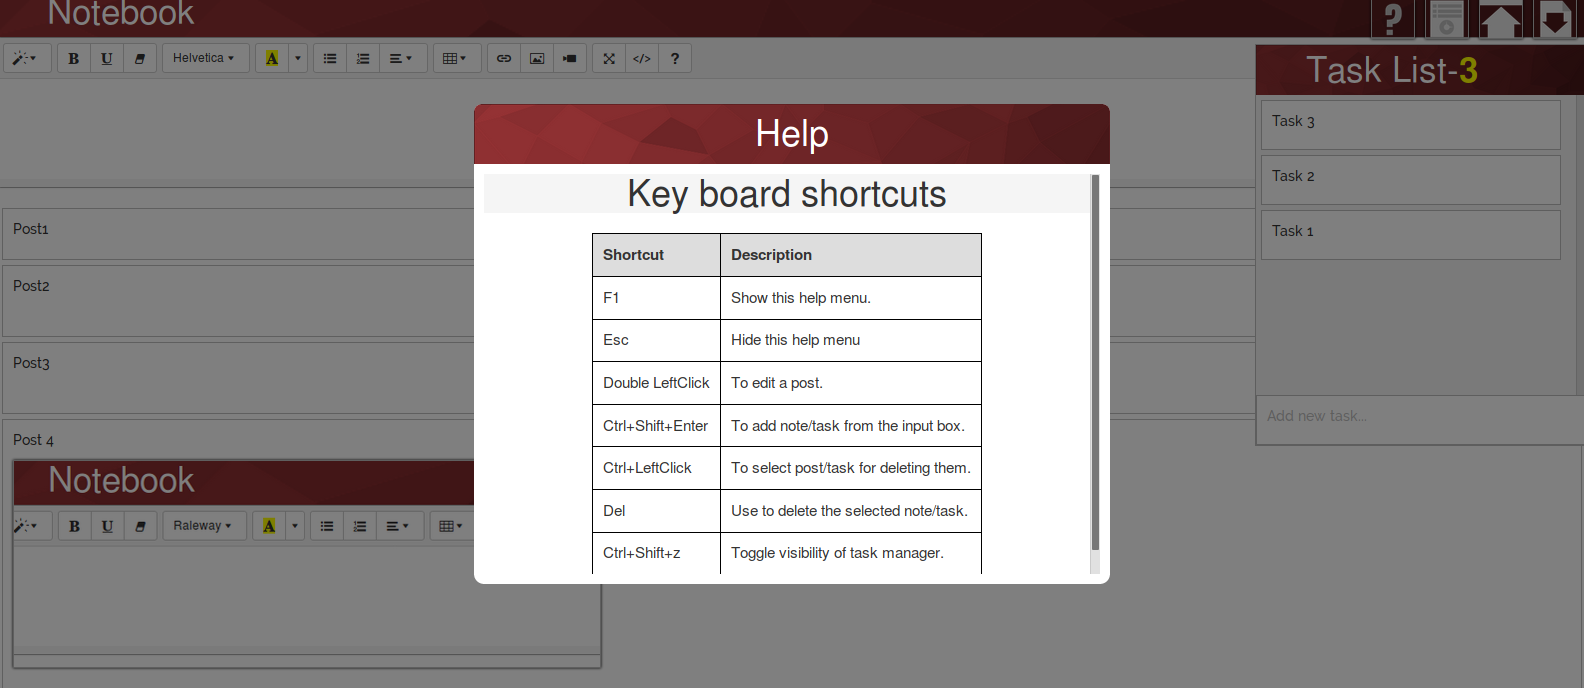 Notebook
?
B U Helvetica A </> ?
Task List-3
Task 3
Task 2
Task 1
Add new task...
Post1
Post2
Post3
Post 4
Notebook
B U Raleway A
Help
Key board shortcuts
Shortcut Description
F1 Show this help menu.
Esc Hide this help menu
Double LeftClick To edit a post.
Ctrl+Shift+Enter To add note/task from the input box.
Ctrl+LeftClick To select post/task for deleting them.
Del Use to delete the selected note/task.
Ctrl+Shift+z Toggle visibility of task manager.